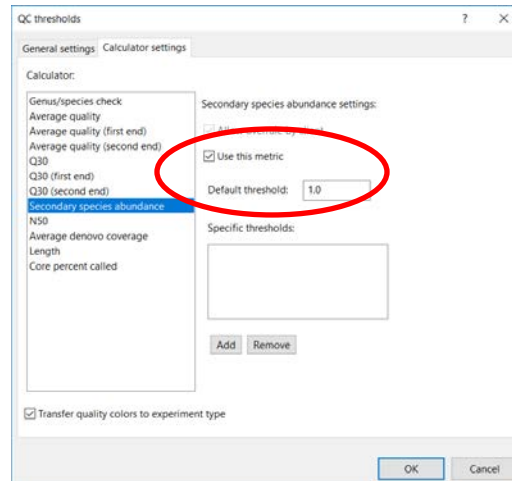 QC thresholds
General settings
Calculator settings
Calculator:
Genus/species check
Average quality
Average quality (first end)
Average quality (second end)
Q30
Q30 (first end)
Q30 (second end)
Secondary species abundance
N50
Average denovo coverage
Length
Core percent called
Secondary species abundance settings:
Use this metric
Default threshold: 1.0
Specific thresholds:
Add Remove
Transfer quality colors to experiment type
OK Cancel